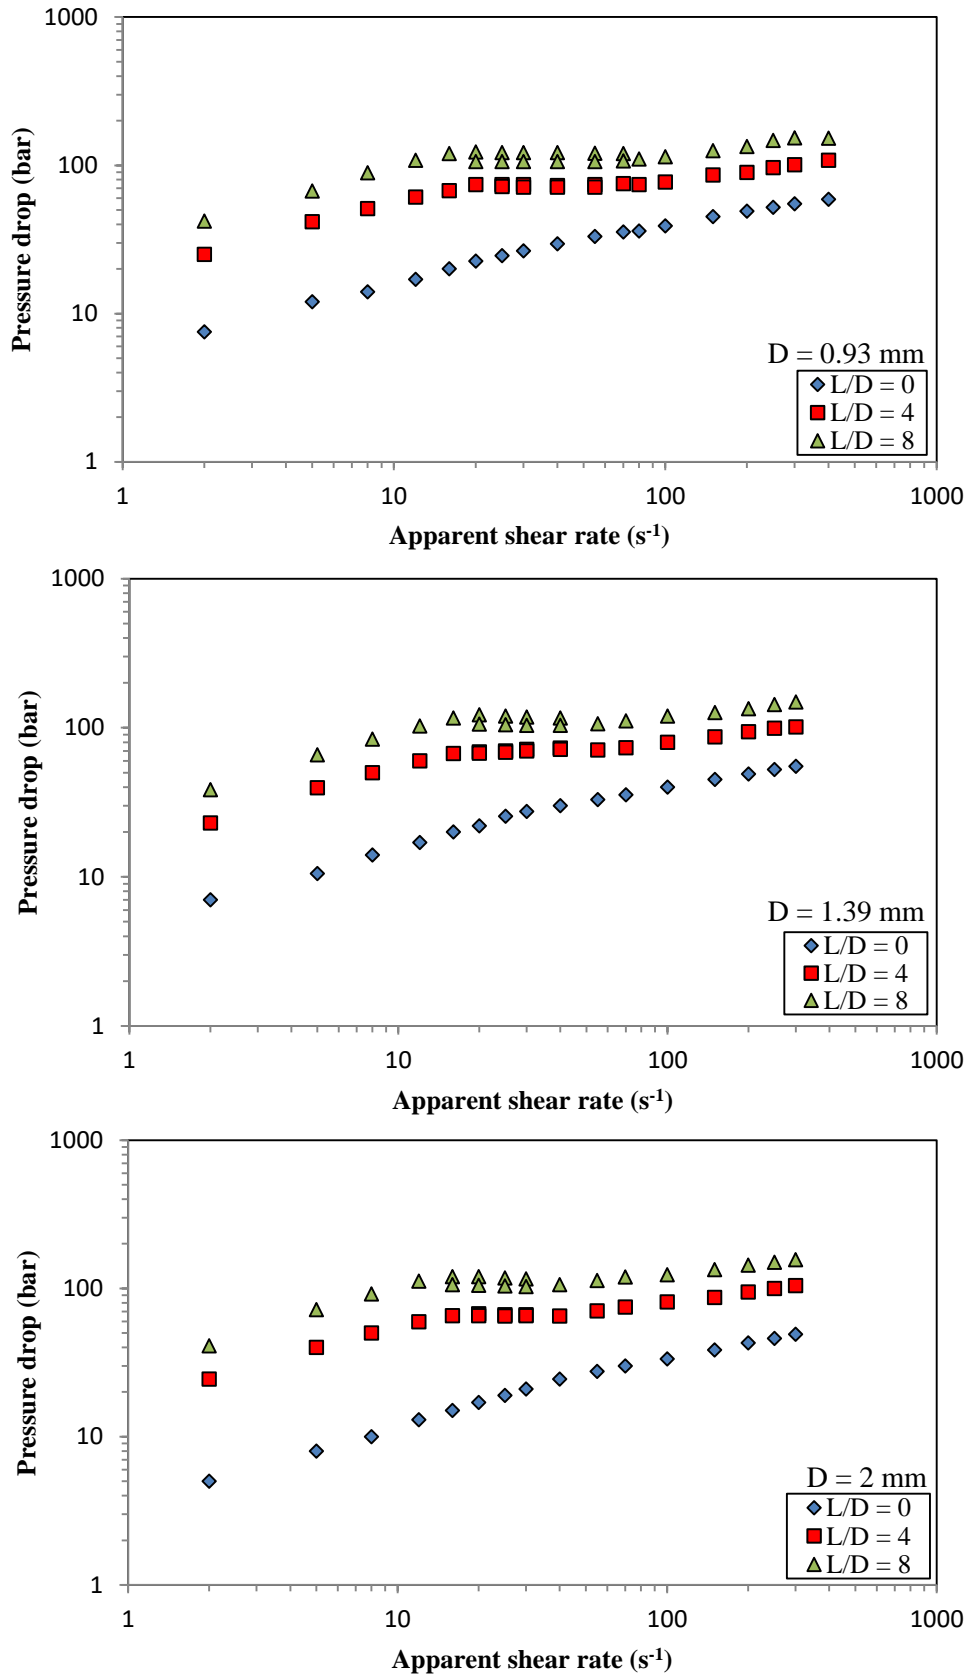 1000
100
10
1
Pressure drop (bar)
D = 0.93 mm
L/D = 0
L/D = 4
L/D = 8
1 10 100 1000
Apparent shear rate (s-1)
1000
100
10
1
Pressure drop (bar)
D = 1.39 mm
L/D = 0
L/D = 4
L/D = 8
1 10 100 1000
Apparent shear rate (s-1)
1000
100
10
1
Pressure drop (bar)
D = 2 mm
L/D = 0
L/D = 4
L/D = 8
1 10 100 1000
Apparent shear rate (s-1)